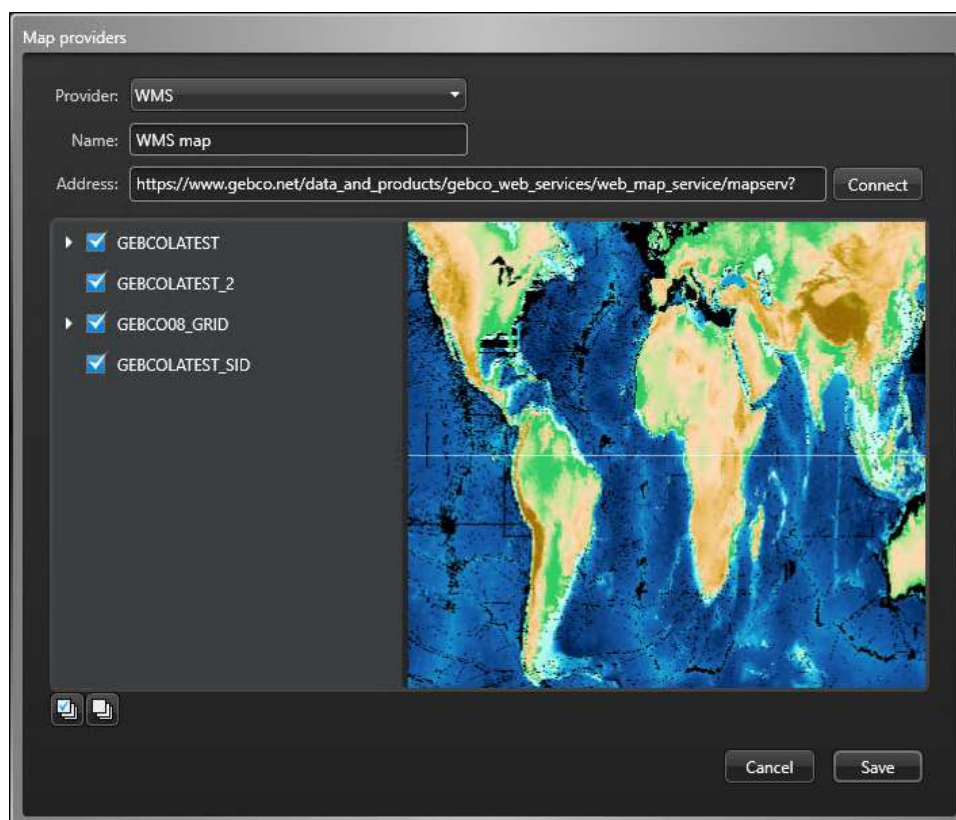 Map providers
Provider: WMS
Name: WMS map
Address: https://www.gebco.net/data_and_products/gebco_web_services/web_map_service/mapserv? Connect
GEBCOLATEST
GEBCOLATEST_2
GEBCO08_GRID
GEBCOLATEST_SID
Cancel Save